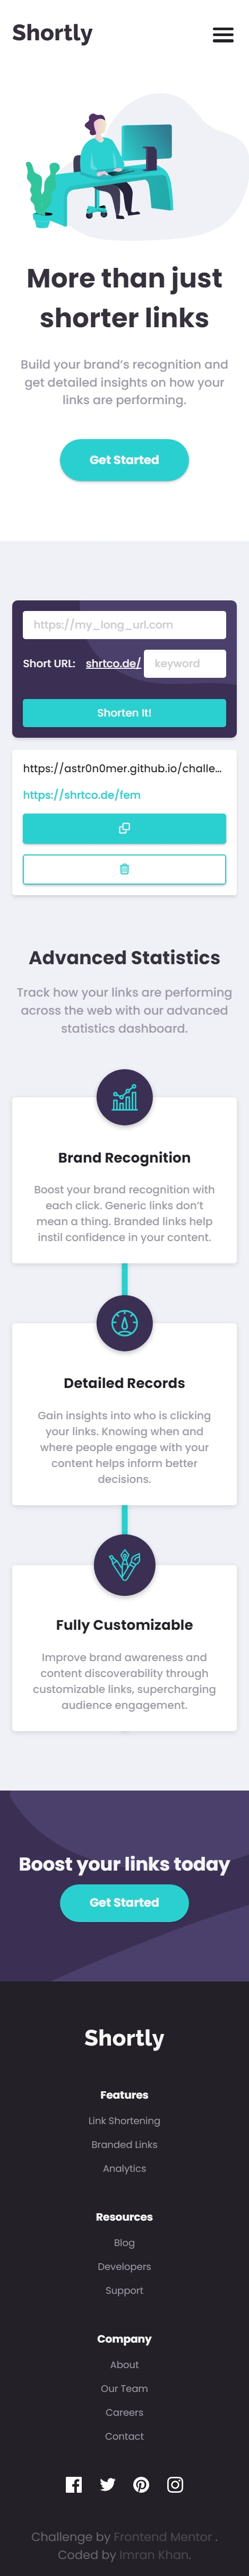 Shortly
More than just
shorter links
Build your brand's recognition and
get detailed insights on how your
links are performing.
Get Started
https://my_long_url.com
Short URL: shrtco.de/ keyword
Shorten It!
https://astr0n0mer.github.io/challe...
https://shrtco.de/fem
Advanced Statistics
Track how your links are performing
across the web with our advanced
statistics dashboard.
Brand Recognition
Boost your brand recognition with
each click. Generic links don't
mean a thing. Branded links help
instil confidence in your content.
Detailed Records
Gain insights into who is clicking
your links. Knowing when and
where people engage with your
content helps inform better
decisions.
Fully Customizable
Improve brand awareness and
content discoverability through
customizable links, supercharging
audience engagement.
Boost your links today
Get Started
Shortly
Features
Link Shortening
Branded Links
Analytics
Resources
Blog
Developers
Support
Company
About
Our Team
Careers
Contact
Challenge by Frontend Mentor .
Coded by Imran Khan.